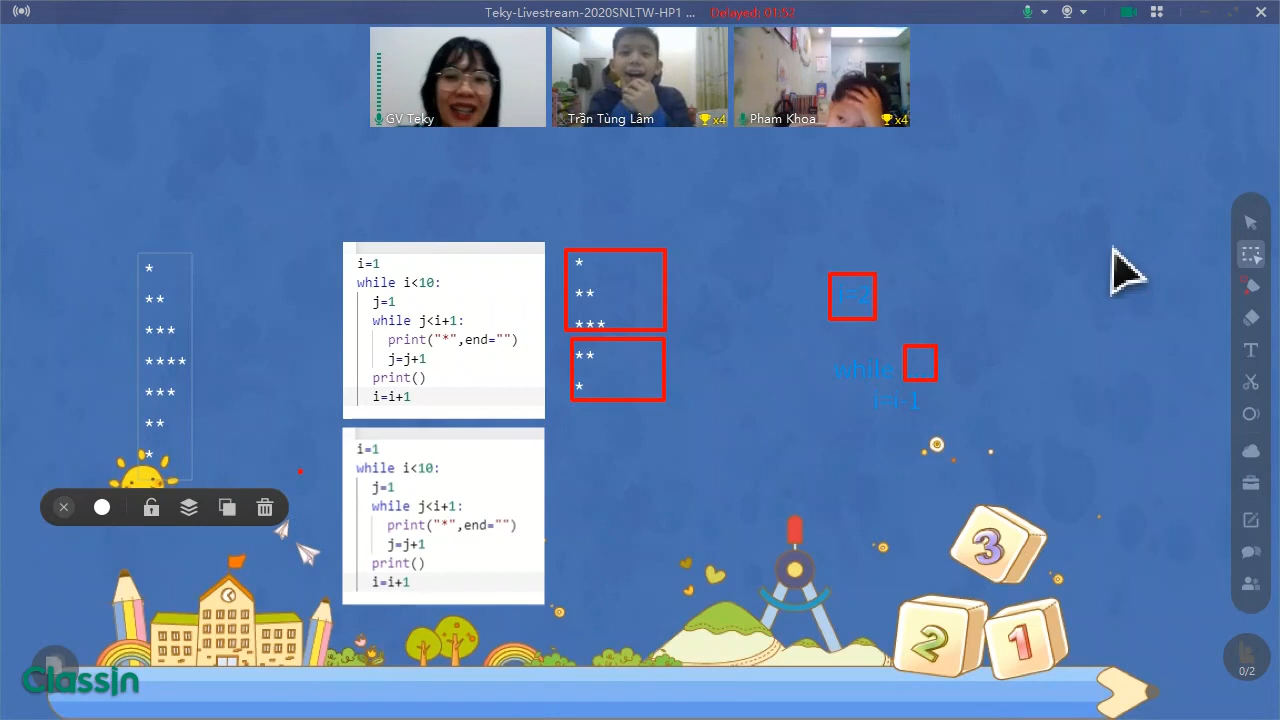 Teky-Livestream-2020SNLTW-HP1 ...
Delayed: 01:52
GV Teky
Trần Tùng Lâm
x4
Pham Khoa
x4
*
**
***
****
***
**
*
i=1
while i<10:
j=1
while j<i+1:
print("*",end="")
j=j+1
print()
i=i+1
i=1
while i<10:
j=1
while j<i+1:
print("*",end="")
j=j+1
print()
i=i+1
*
**
***
**
*
i=2
while ...
i=i-1
3
2
1
0/2
ClassIn